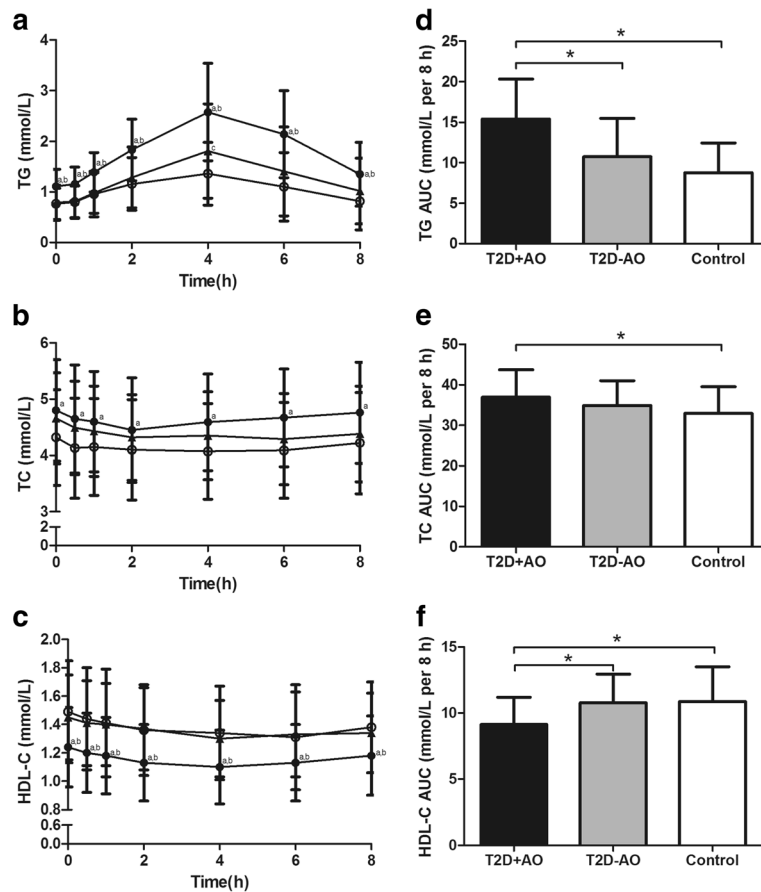 a
TG (mmol/L)
4
3
2
1
0
a,b a,b a,b a,b a,b a,b a,b
c
0 2 4 6 8
Time(h)
d
TG AUC (mmol/L per 8 h)
25
20
15
10
5
0
*
*
T2D+AO T2D-AO Control
b
TC (mmol/L)
6
5
4
3
2
0
a a a a a a a
0 2 4 6 8
Time(h)
e
TC AUC (mmol/L per 8 h)
50
40
30
20
10
0
*
T2D+AO T2D-AO Control
c
HDL-C (mmol/L)
2.0
1.8
1.6
1.4
1.2
1.0
0.8
0.6
0.0
a,b a,b a,b a,b a,b a,b a,b
0 2 4 6 8
Time(h)
f
HDL-C AUC (mmol/L per 8 h)
15
10
5
0
*
*
T2D+AO T2D-AO Control